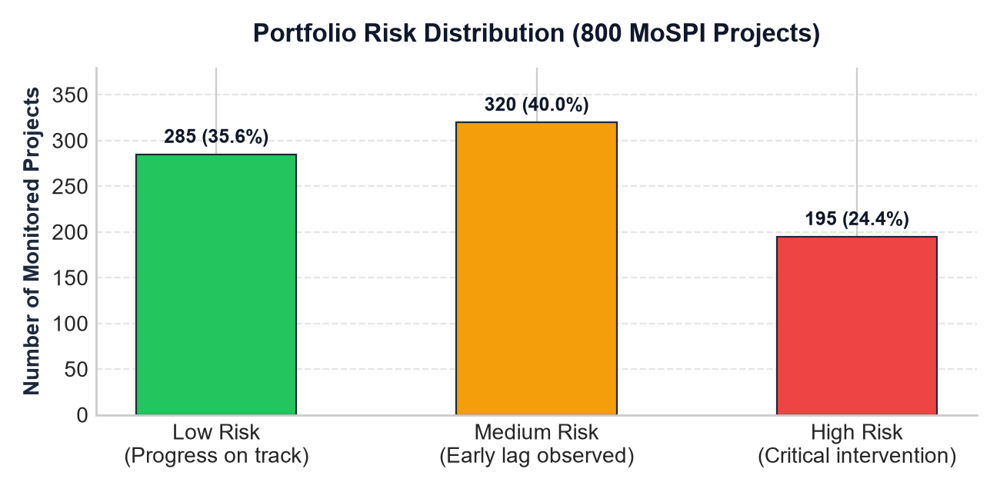 Portfolio Risk Distribution (800 MoSPI Projects)
Number of Monitored Projects
350
300
250
200
150
100
50
0
285 (35.6%)
320 (40.0%)
195 (24.4%)
Low Risk
(Progress on track)
Medium Risk
(Early lag observed)
High Risk
(Critical intervention)